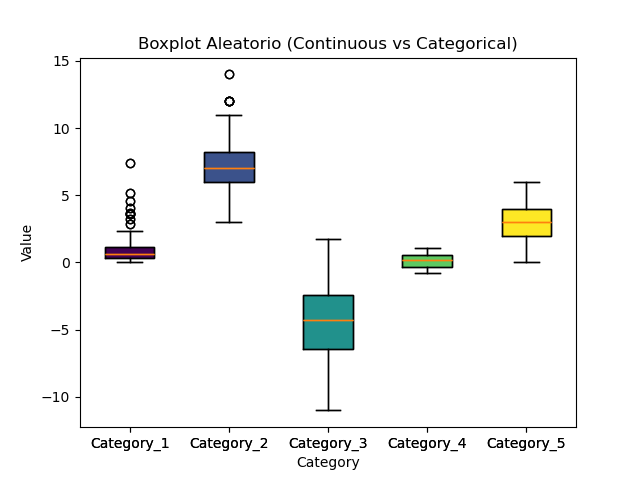 Boxplot Aleatorio (Continuous vs Categorical)
15
10
5
0
−5
−10
Value
Category_1 Category_2 Category_3 Category_4 Category_5
Category